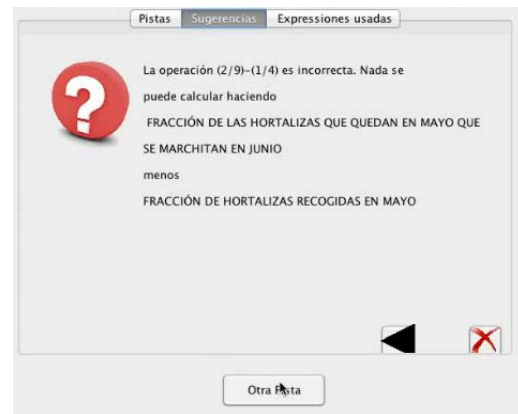 Pistas Sugerencias Expressiones usadas
La operación (2/9)-(1/4) es incorrecta. Nada se
puede calcular haciendo
FRACCIÓN DE LAS HORTALIZAS QUE QUEDAN EN MAYO QUE
SE MARCHITAN EN JUNIO
menos
FRACCIÓN DE HORTALIZAS RECOGIDAS EN MAYO
Otra Pista